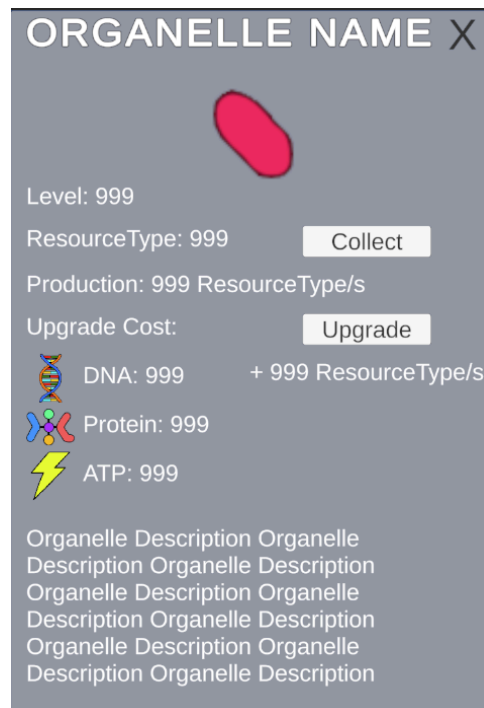 ORGANELLE NAME X
Level: 999
ResourceType: 999 Collect
Production: 999 ResourceType/s
Upgrade Cost: Upgrade
DNA: 999 + 999 ResourceType/s
Protein: 999
ATP: 999
Organelle Description Organelle
Description Organelle Description
Organelle Description Organelle
Description Organelle Description
Organelle Description Organelle
Description Organelle Description